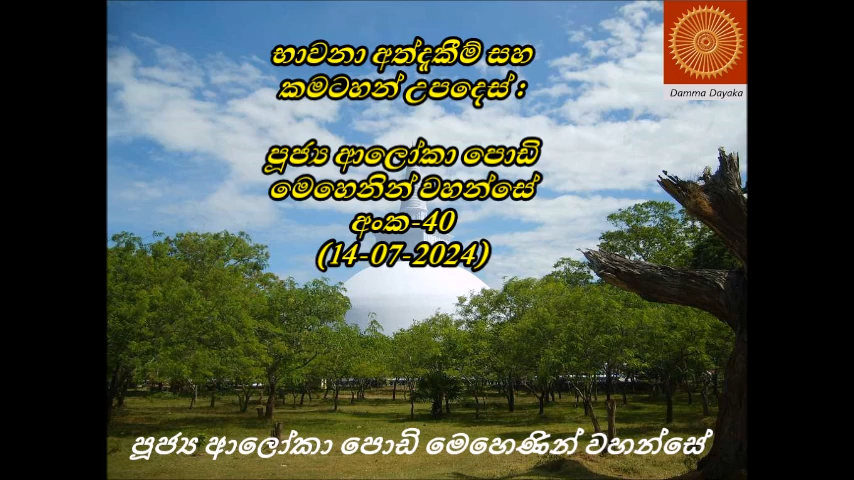 භාවනා අත්දැකීම් සහ
කමටහන් උපදෙස් :
පූජ්‍ය ආලෝකා පොඩි
මෙහෙනින් වහන්සේ
අංක-40
(14-07-2024)
Damma Dayaka
පූජ්‍ය ආලෝකා පොඩි මෙහෙණින් වහන්සේ